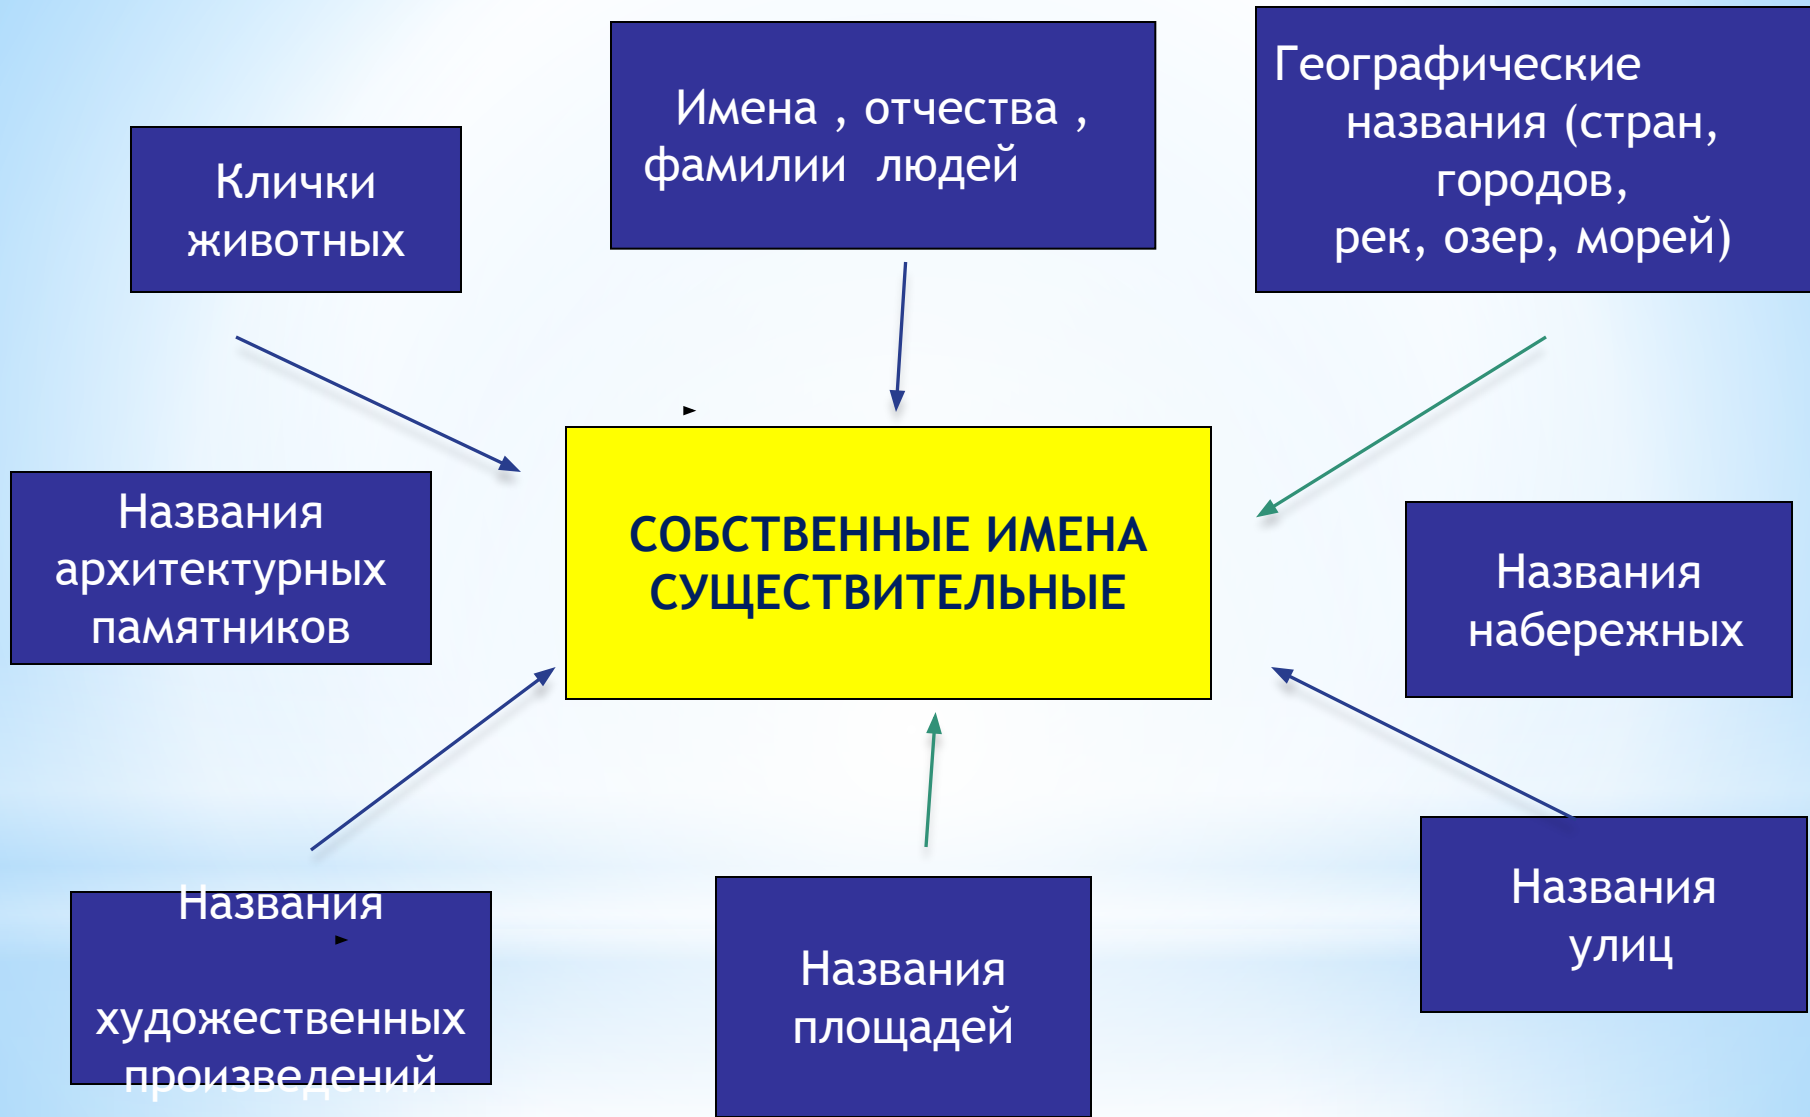 Имена , отчества ,
фамилии людей
Географические
названия (стран,
городов,
рек, озер, морей)
Клички
животных
Названия
архитектурных
памятников
СОБСТВЕННЫЕ ИМЕНА
СУЩЕСТВИТЕЛЬНЫЕ
Названия
набережных
Названия
художественных
произведений
Названия
площадей
Названия
улиц